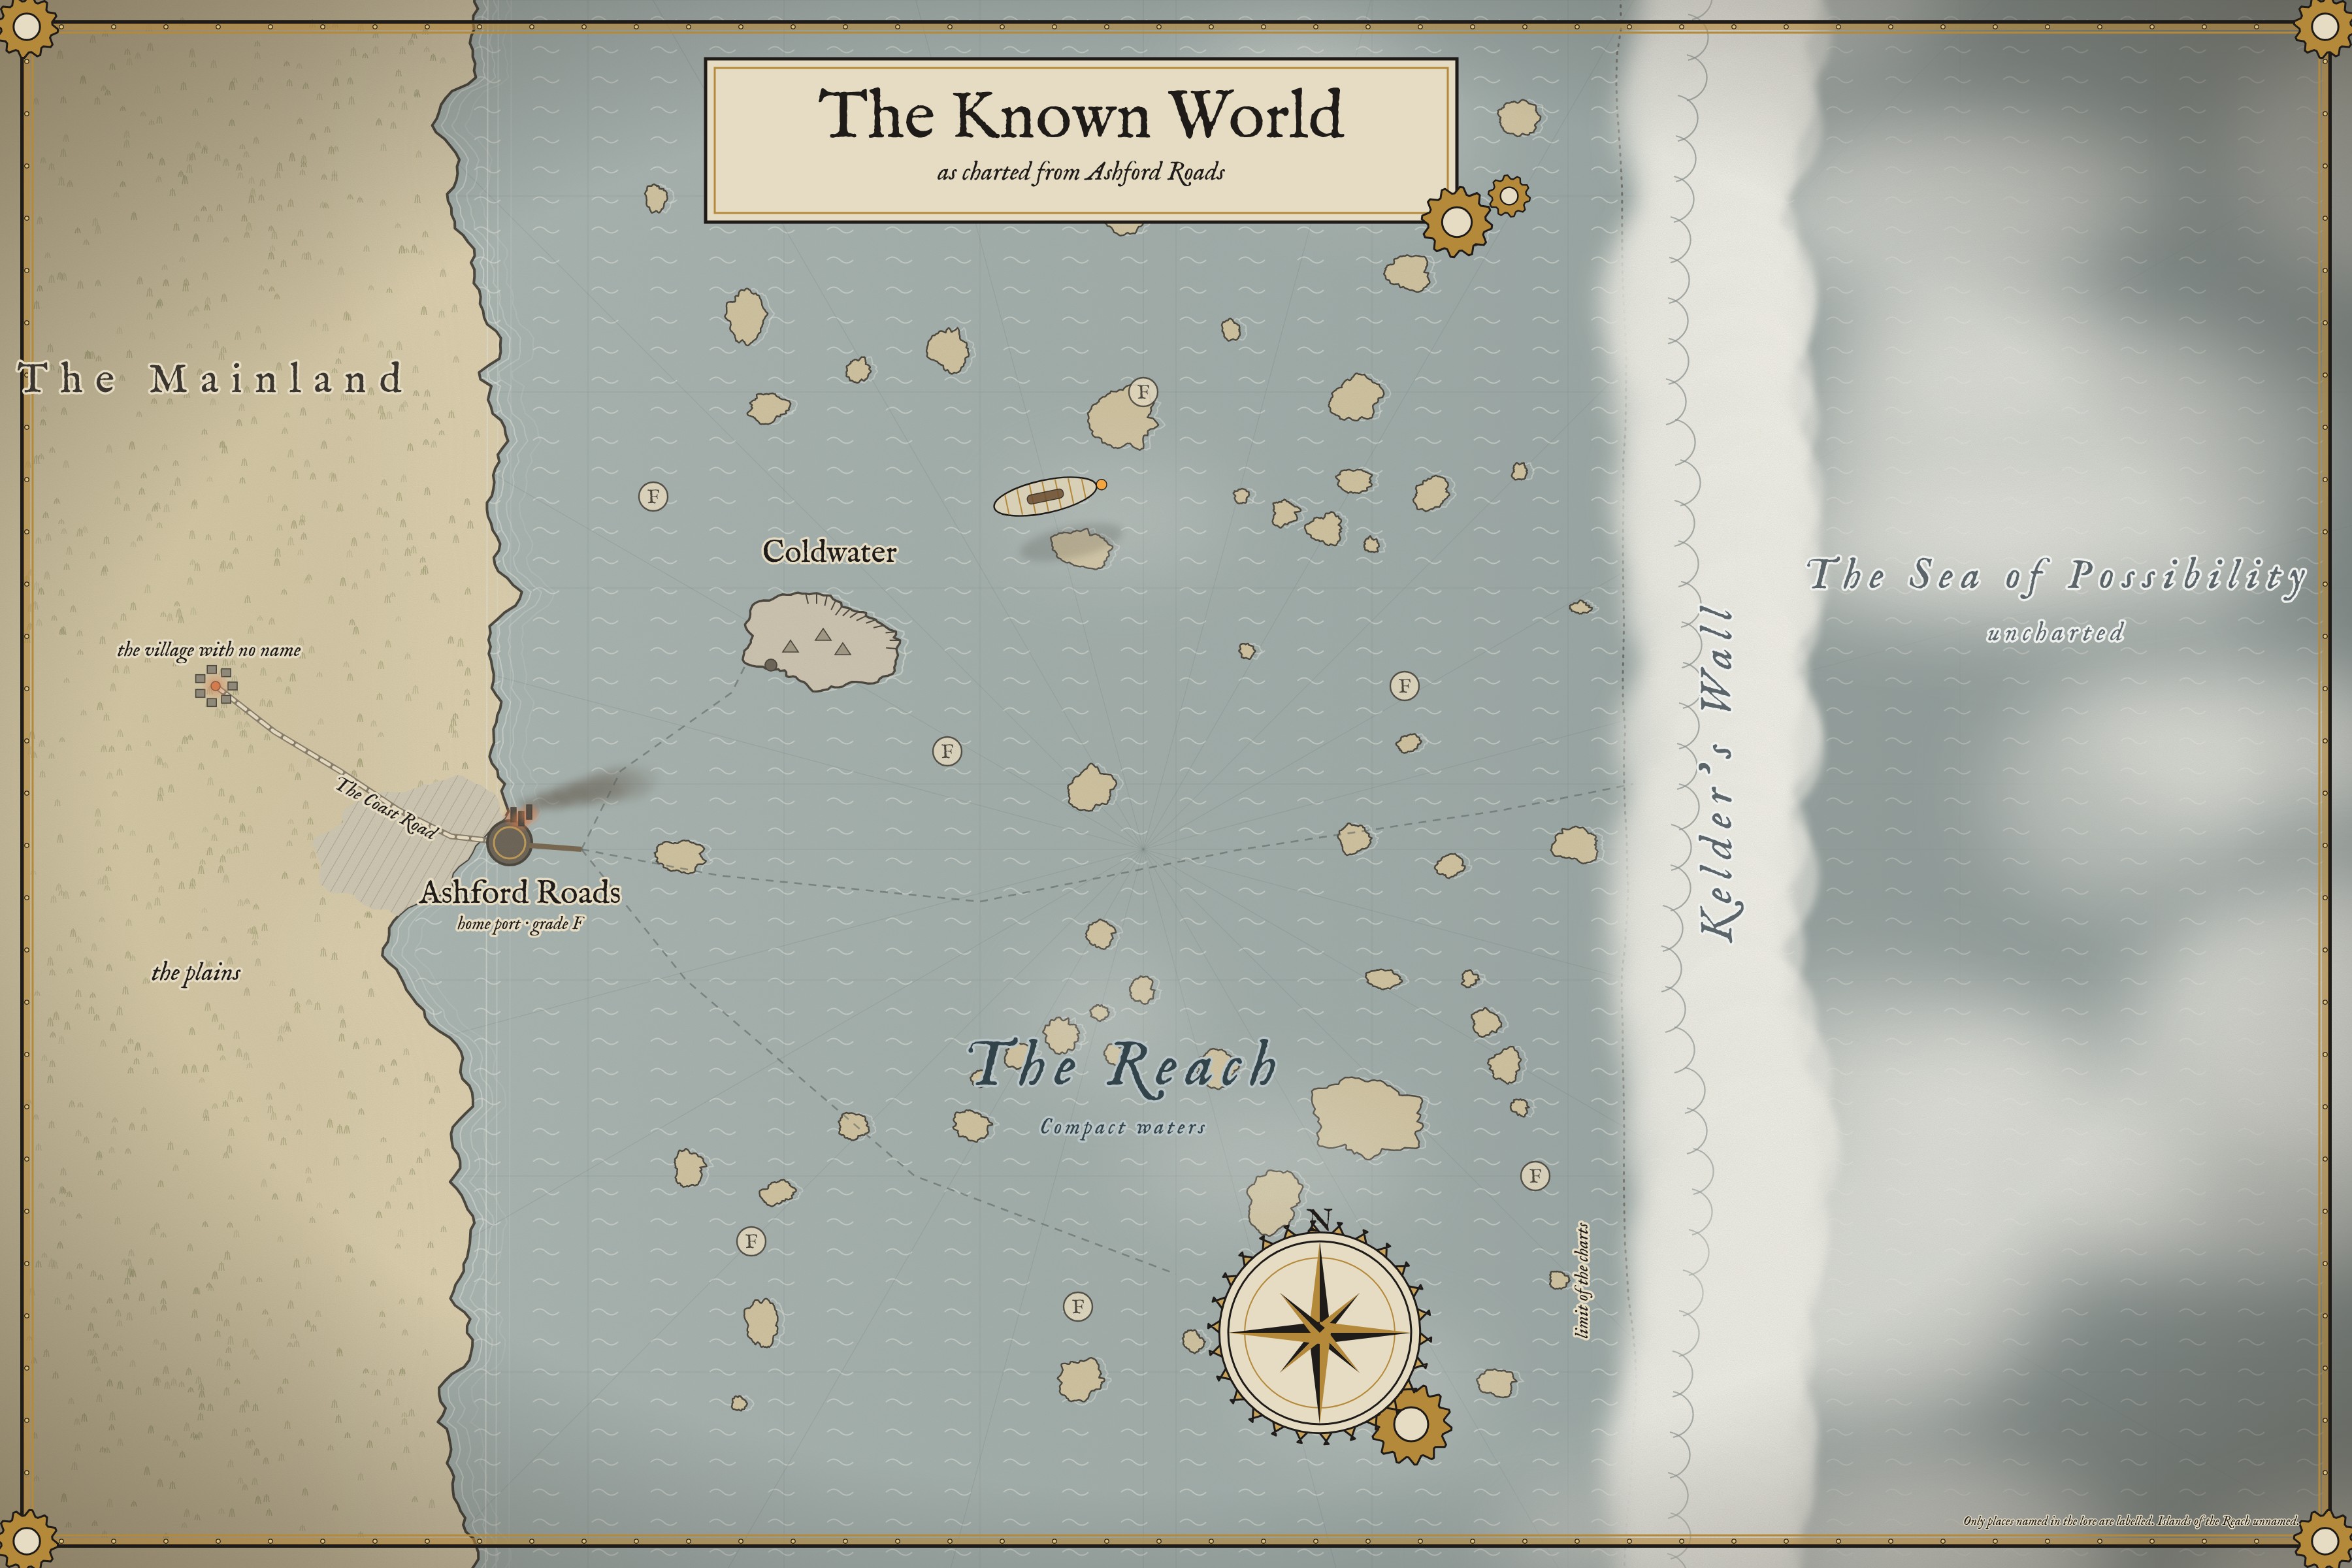 The Known World
as charted from Ashford Roads
The Mainland
F
F
Coldwater
The Sea of Possibility
uncharted
the village with no name
Kelder's Wall
F
F
The Coast Road
Ashford Roads
home port · grade F
the plains
The Reach
Compact waters
F
N
F
F
limit of the charts
Only places named in the lore are labelled. Islands of the Reach unnamed.